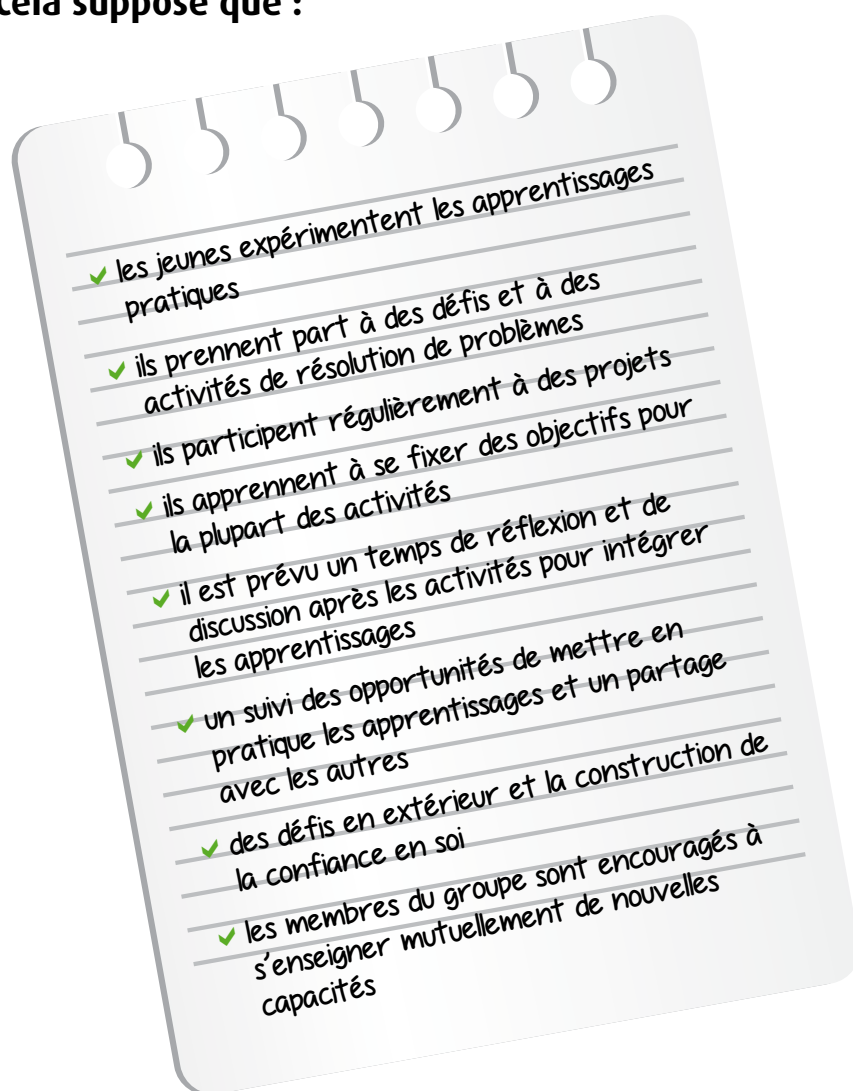 Cela suppose que :
les jeunes expérimentent les apprentissages
pratiques
ils prennent part à des défis et à des
activités de résolution de problèmes
ils participent régulièrement à des projets
ils apprennent à se fixer des objectifs pour
la plupart des activités
il est prévu un temps de réflexion et de
discussion après les activités pour intégrer
les apprentissages
un suivi des opportunités de mettre en
pratique les apprentissages et un partage
avec les autres
des défis en extérieur et la construction de
la confiance en soi
les membres du groupe sont encouragés à
s'enseigner mutuellement de nouvelles
capacités